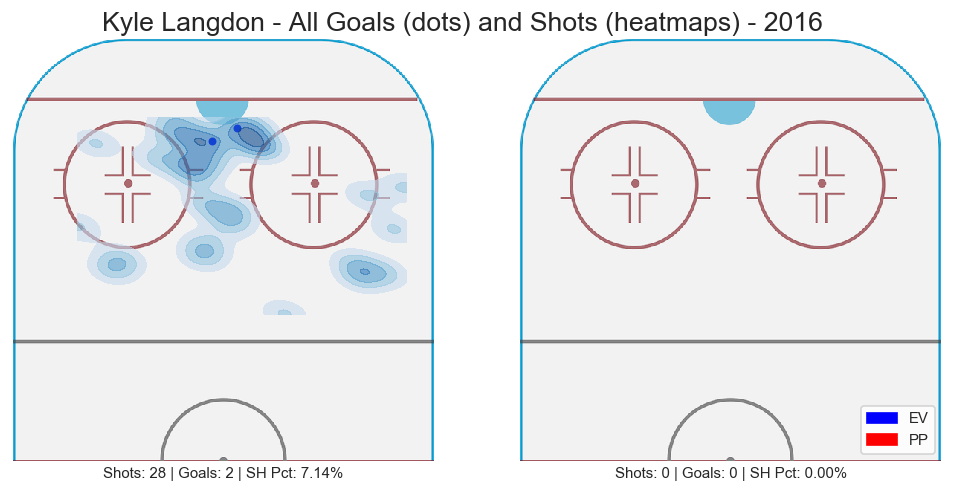 Kyle Langdon - All Goals (dots) and Shots (heatmaps) - 2016
EV
PP
Shots: 28 | Goals: 2 | SH Pct: 7.14%
Shots: 0 | Goals: 0 | SH Pct: 0.00%